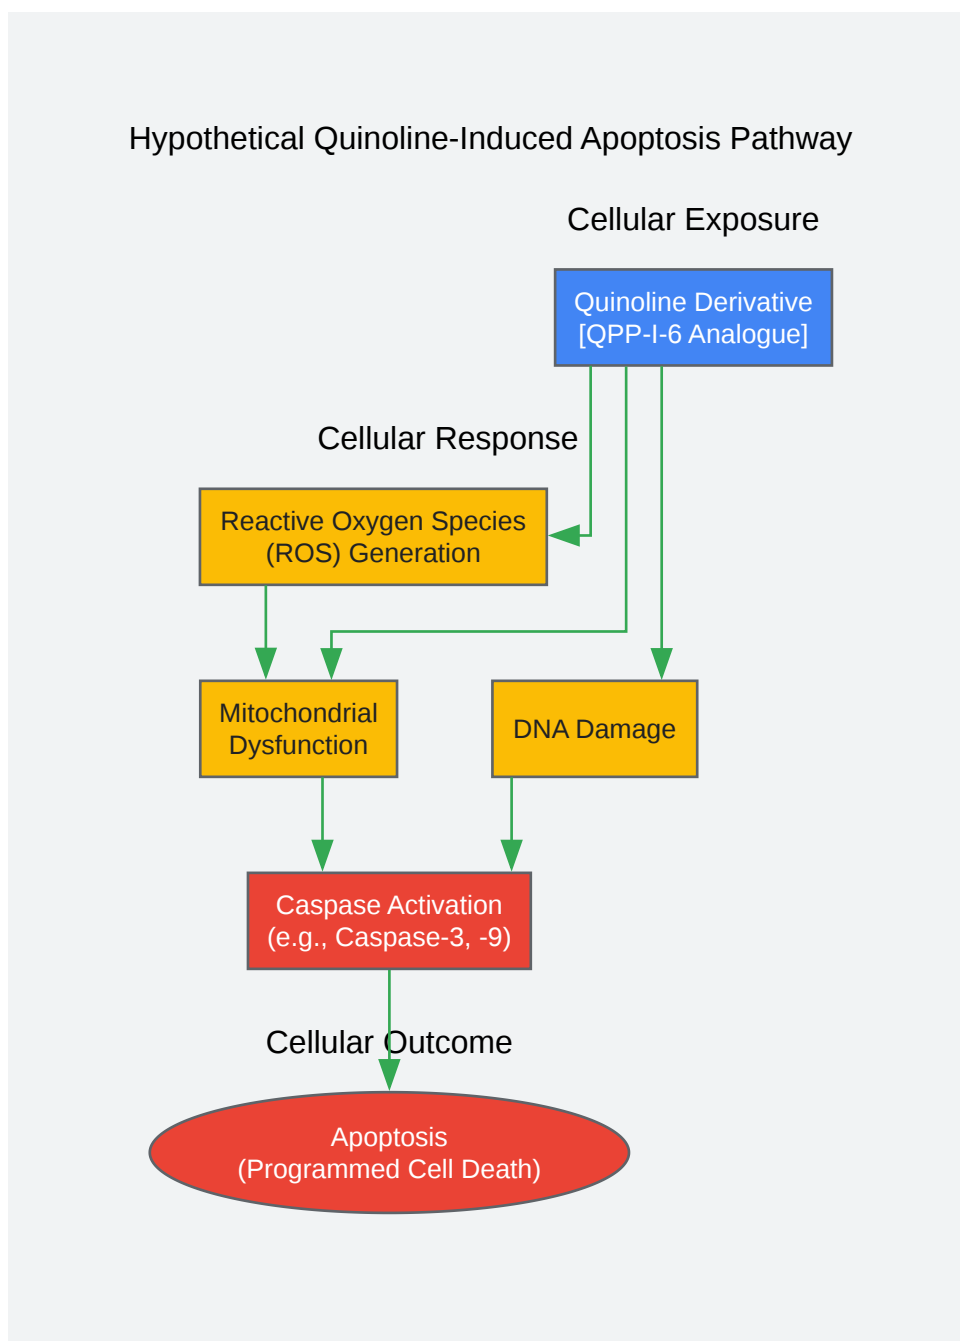 Hypothetical Quinoline-Induced Apoptosis Pathway
Cellular Exposure
Quinoline Derivative
[QPP-I-6 Analogue]
Cellular Response
Reactive Oxygen Species
(ROS) Generation
Mitochondrial
Dysfunction
DNA Damage
Caspase Activation
(e.g., Caspase-3, -9)
Cellular Outcome
Apoptosis
(Programmed Cell Death)